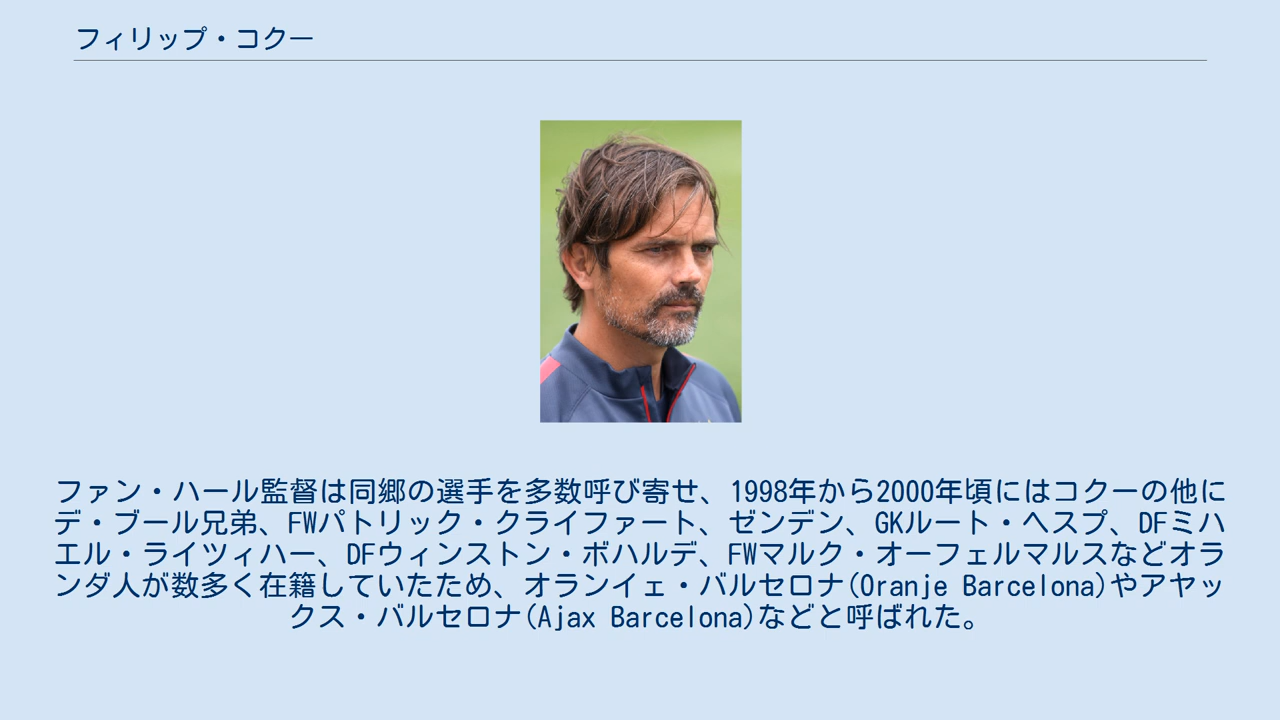 フィリップ・コクー
ファン・ハール監督は同郷の選手を多数呼び寄せ、1998年から2000年頃にはコクーの他に
デ・ブール兄弟、FWパトリック・クライファート、ゼンデン、GKルート・ヘスプ、DFミハ
エル・ライツィハー、DFウィンストン・ボハルデ、FWマルク・オーフェルマルスなどオラ
ンダ人が数多く在籍していたため、オランイェ・バルセロナ(Oranje Barcelona)やアヤッ
クス・バルセロナ(Ajax Barcelona)などと呼ばれた。